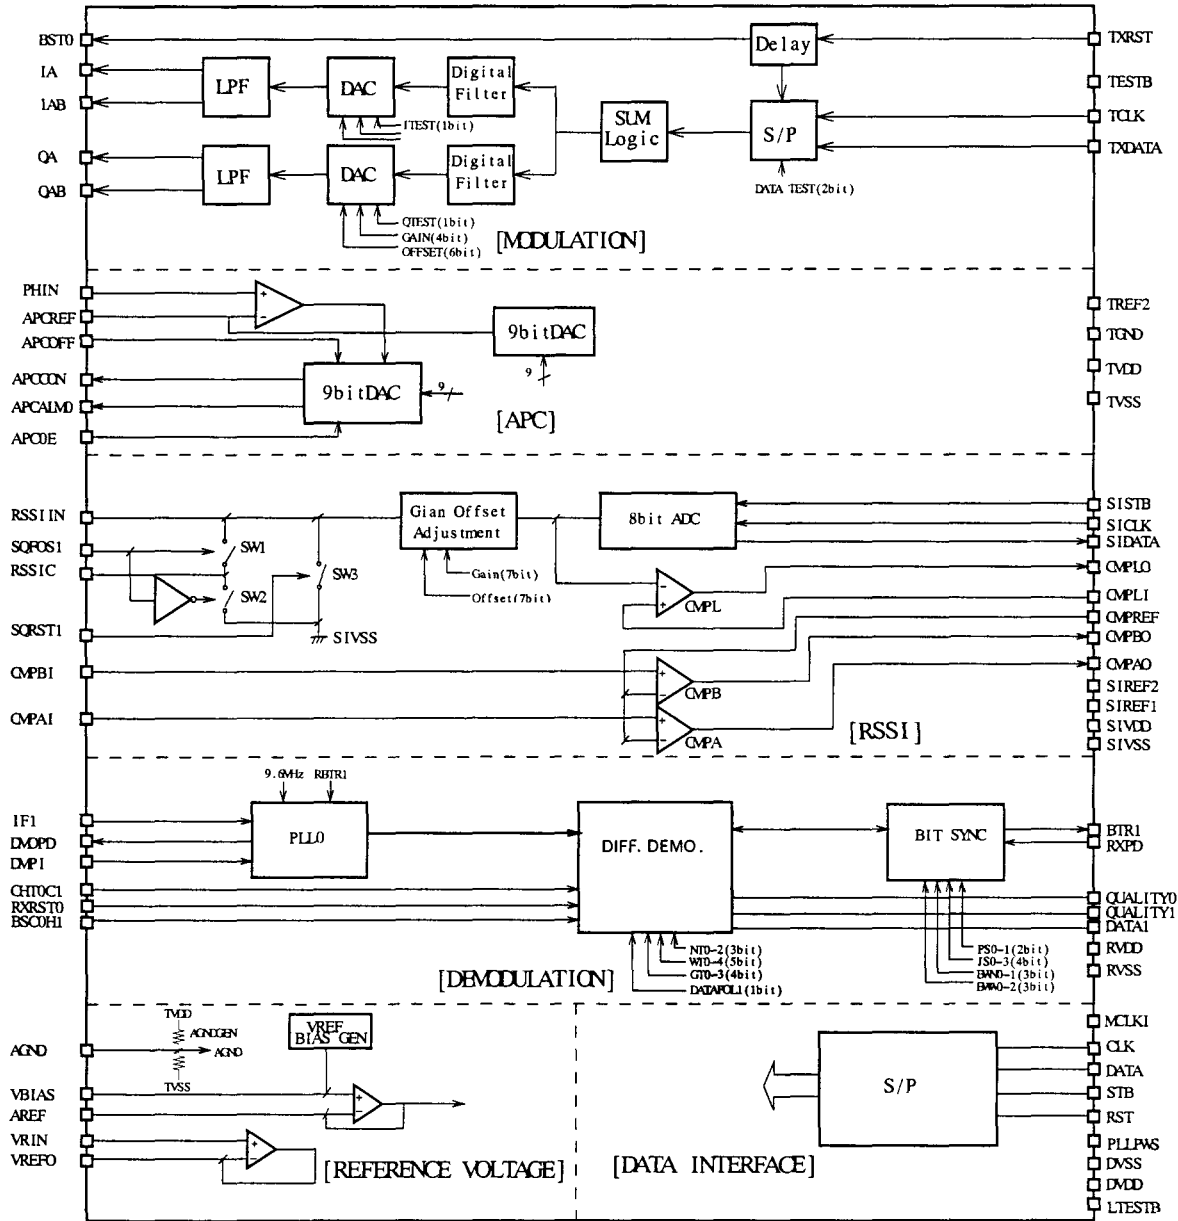 BST0
Delay
TXRST
IA
LPF
DAC
Digital
Filter
TESTB
IAB
SUM
Logic
S/P
TCLK
ITEST(1bit)
TXDATA
QA
LPF
DAC
Digital
Filter
QAB
DATA TEST(2bit)
QTEST(1bit)
GAIN(4bit)
OFFSET(6bit)
[MODULATION]
PHIN
+
−
TREF2
APCREF
9bitDAC
TGND
APCOFF
9
TVDD
APCCON
9bitDAC
9
TVSS
APCALM0
[APC]
APC0E
RSSIIN
Gian Offset
Adjustment
8bit ADC
SISTB
SICLK
SIDATA
SQFOS1
SW1
RSSIC
SW3
Gain(7bit)
Offset(7bit)
−
+
CMPL
CMPLO
CMPLI
SW2
SQRST1
SIVSS
CMPREF
CMPBO
CMPBI
+
−
CMPB
CMPAO
SIREF2
SIREF1
CMPAI
+
−
CMPA
[RSSI]
SIVDD
SIVSS
9.6MHz RBTR1
IF1
PLL0
DIFF. DEMO.
BIT SYNC
BTR1
RXPD
DMOPD
DMPI
CHT0C1
QUALITY0
RXRST0
QUALITY1
BSC0H1
DATA1
NT0-2(3bit)
WT0-4(5bit)
GT0-3(4bit)
DATAPOL1(1bit)
PS0-1(2bit)
JS0-3(4bit)
BWN0-1(3bit)
BWA0-2(3bit)
RVDD
RVSS
[DEMODULATION]
TVDD
AGNDGEN
AGND
AGND
TVSS
VREF
BIAS GEN
MCLKI
CLK
DATA
S/P
STB
RST
VBIAS
+
−
AREF
VRIN
+
−
VREFO
[REFERENCE VOLTAGE]
[DATA INTERFACE]
PLLPWS
DVSS
DVDD
LTESTB